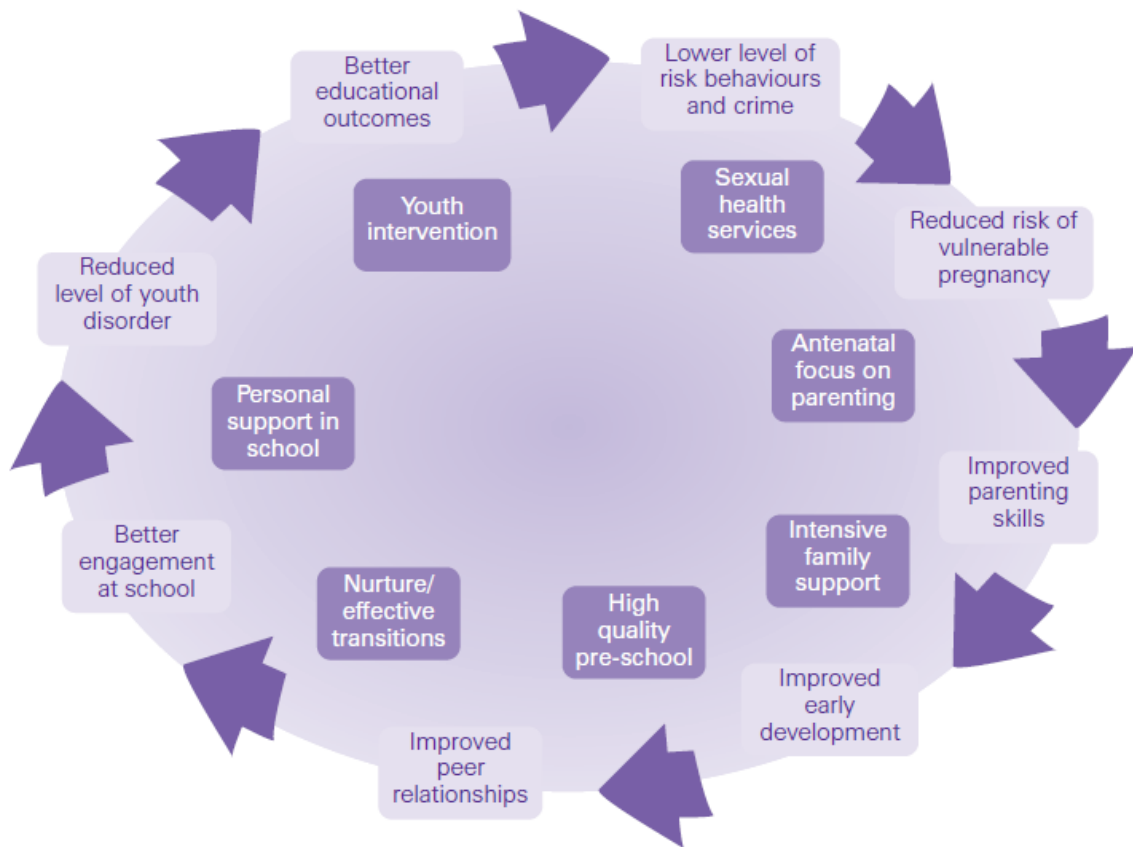 Better
educational
outcomes
Lower level of
risk behaviours
and crime
Youth
intervention
Sexual
health
services
Reduced risk of
vulnerable
pregnancy
Reduced
level of youth
disorder
Antenatal
focus on
parenting
Personal
support in
school
Improved
parenting
skills
Better
engagement
at school
Intensive
family
support
Nurture/
effective
transitions
High
quality
pre-school
Improved
early
development
Improved
peer
relationships